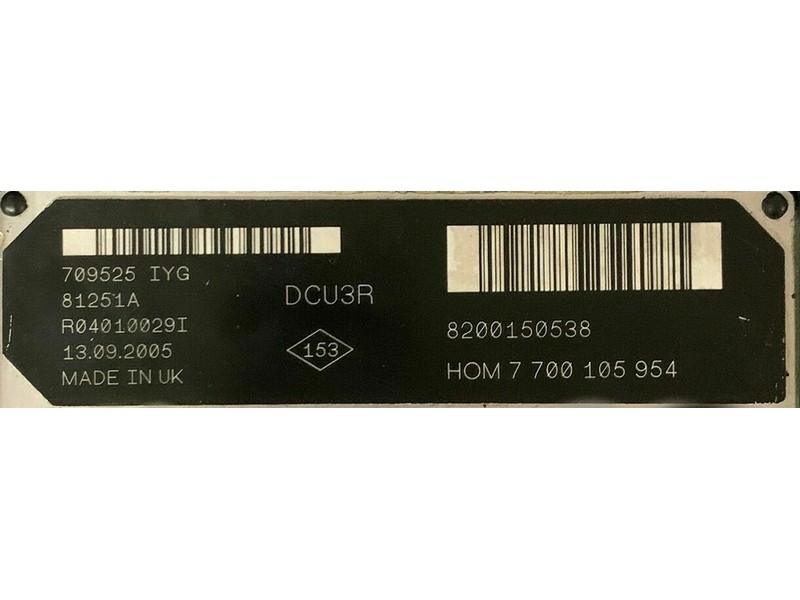 709525 IYG
81251A
R04010029I
13.09.2005
MADE IN UK
DCU3R
153
8200150538
HOM 7 700 105 954